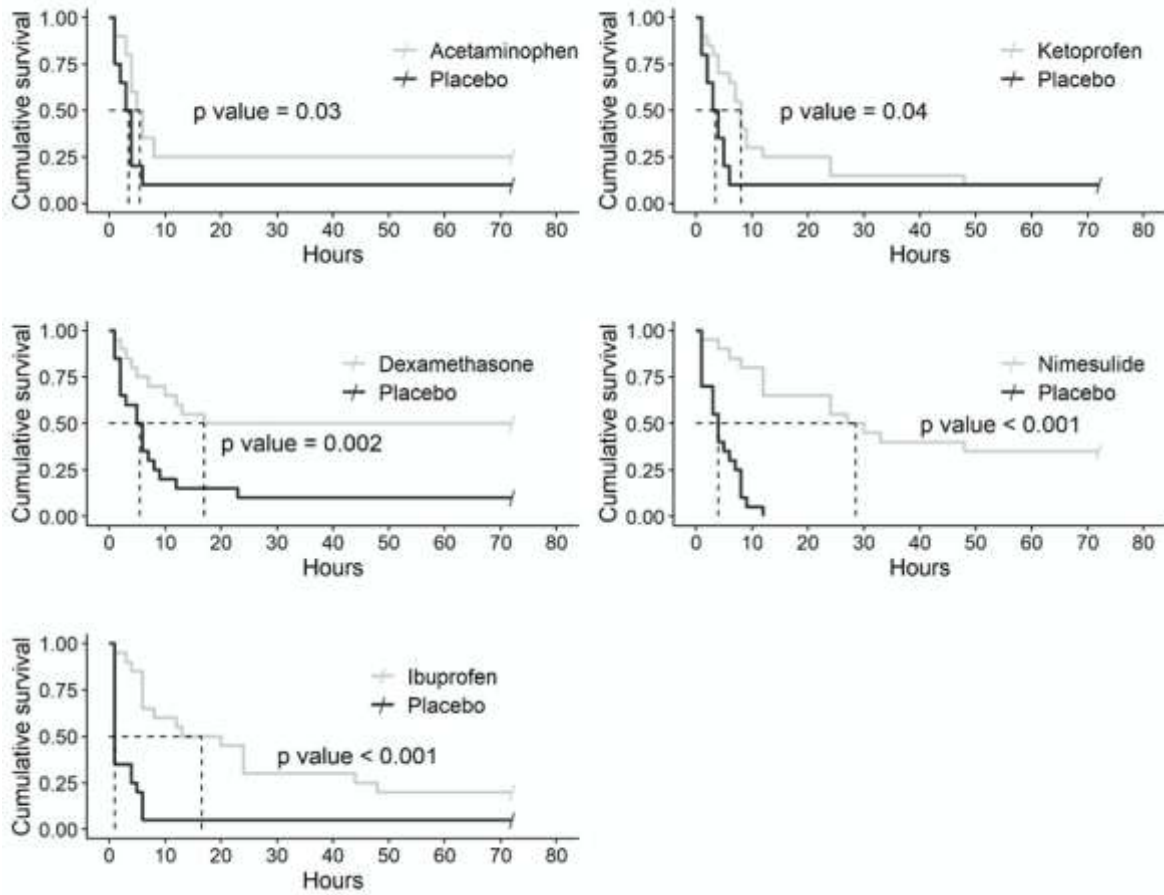 Cumulative survival
1.00
0.75
0.50
0.25
0.00
Acetaminophen
Placebo
p value = 0.03
0 10 20 30 40 50 60 70 80
Hours
Cumulative survival
1.00
0.75
0.50
0.25
0.00
Ketoprofen
Placebo
p value = 0.04
0 10 20 30 40 50 60 70 80
Hours
Cumulative survival
1.00
0.75
0.50
0.25
0.00
Dexamethasone
Placebo
p value = 0.002
0 10 20 30 40 50 60 70 80
Hours
Cumulative survival
1.00
0.75
0.50
0.25
0.00
Nimesulide
Placebo
p value < 0.001
0 10 20 30 40 50 60 70 80
Hours
Cumulative survival
1.00
0.75
0.50
0.25
0.00
Ibuprofen
Placebo
p value < 0.001
0 10 20 30 40 50 60 70 80
Hours